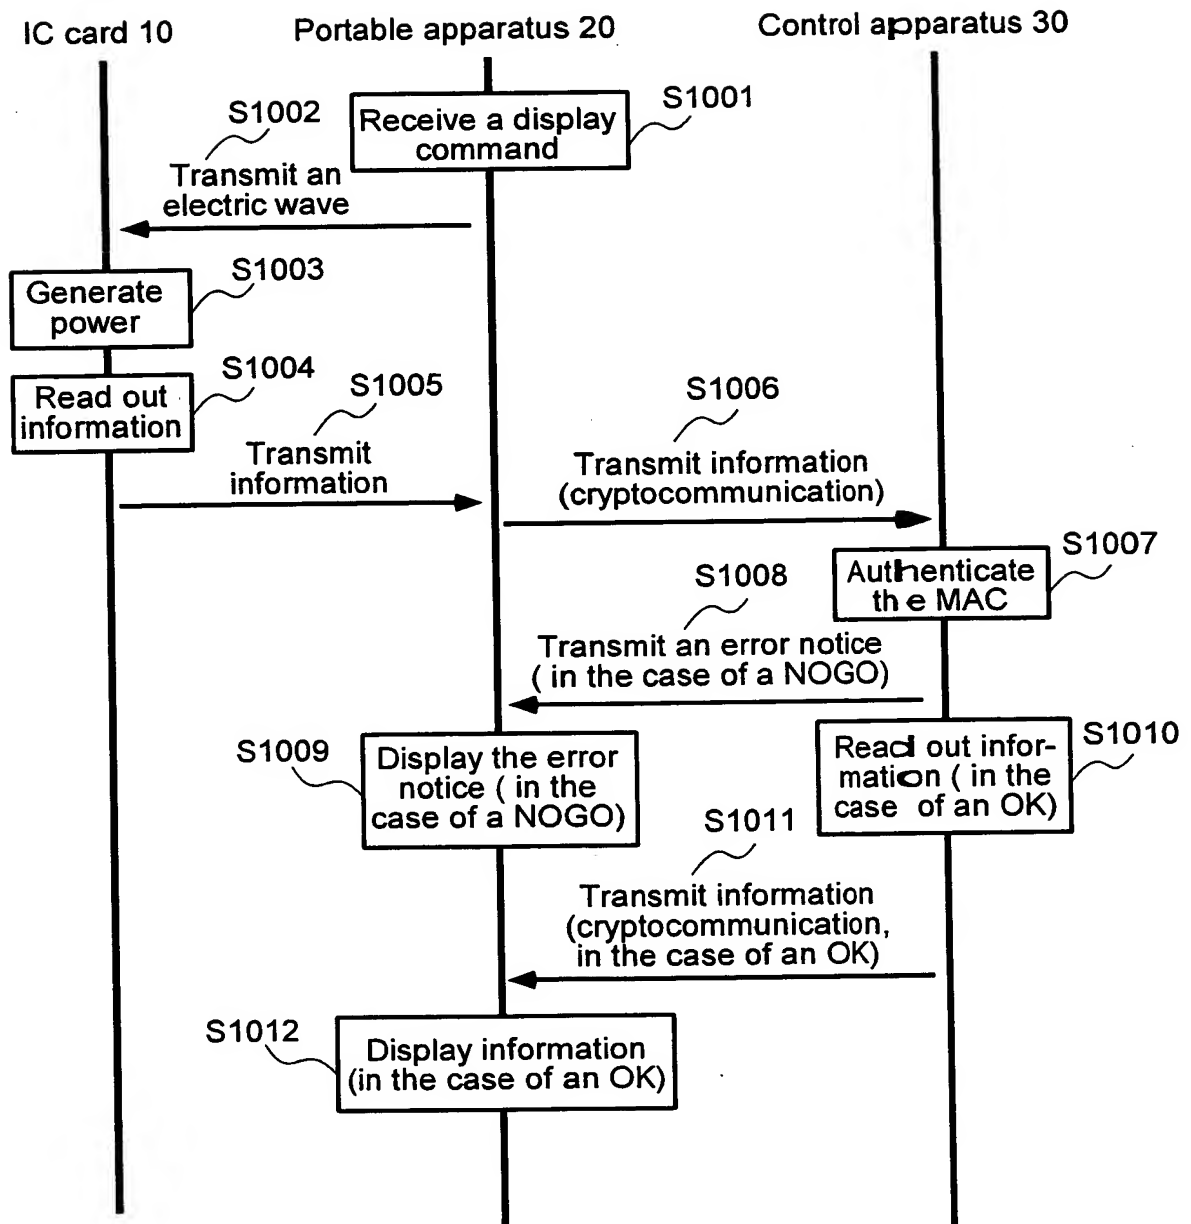 IC card 10
Portable apparatus 20
Control apparatus 30
S1001
S1002
Receive a display
command
Transmit an
electric wave
S1003
Generate
power
S1004
Read out
information
S1005
Transmit
information
S1006
Transmit information
(cryptocommunication)
S1007
Authenticate
the MAC
S1008
Transmit an error notice
( in the case of a NOGO)
S1009
Display the error
notice ( in the
case of a NOGO)
S1010
Read out infor-
mation ( in the
case of an OK)
S1011
Transmit information
(cryptocommunication,
in the case of an OK)
S1012
Display information
(in the case of an OK)